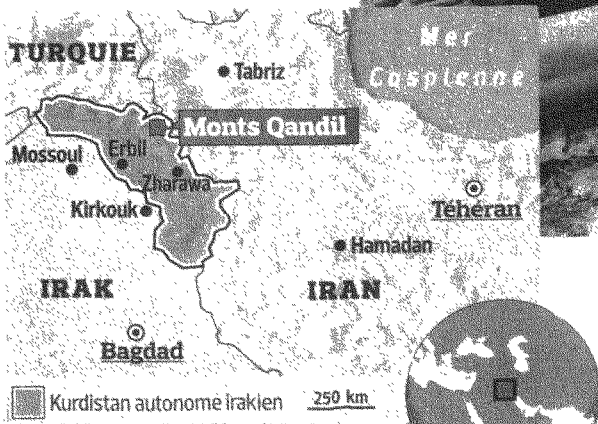 Mer
Caspienne
TURQUIE
Tabriz
Monts Qandil
Mossoul
Erbil
Zharawa
Kirkouk
Téhéran
Hamadan
IRAK
IRAN
Bagdad
Kurdistan autonome irakien
250 km